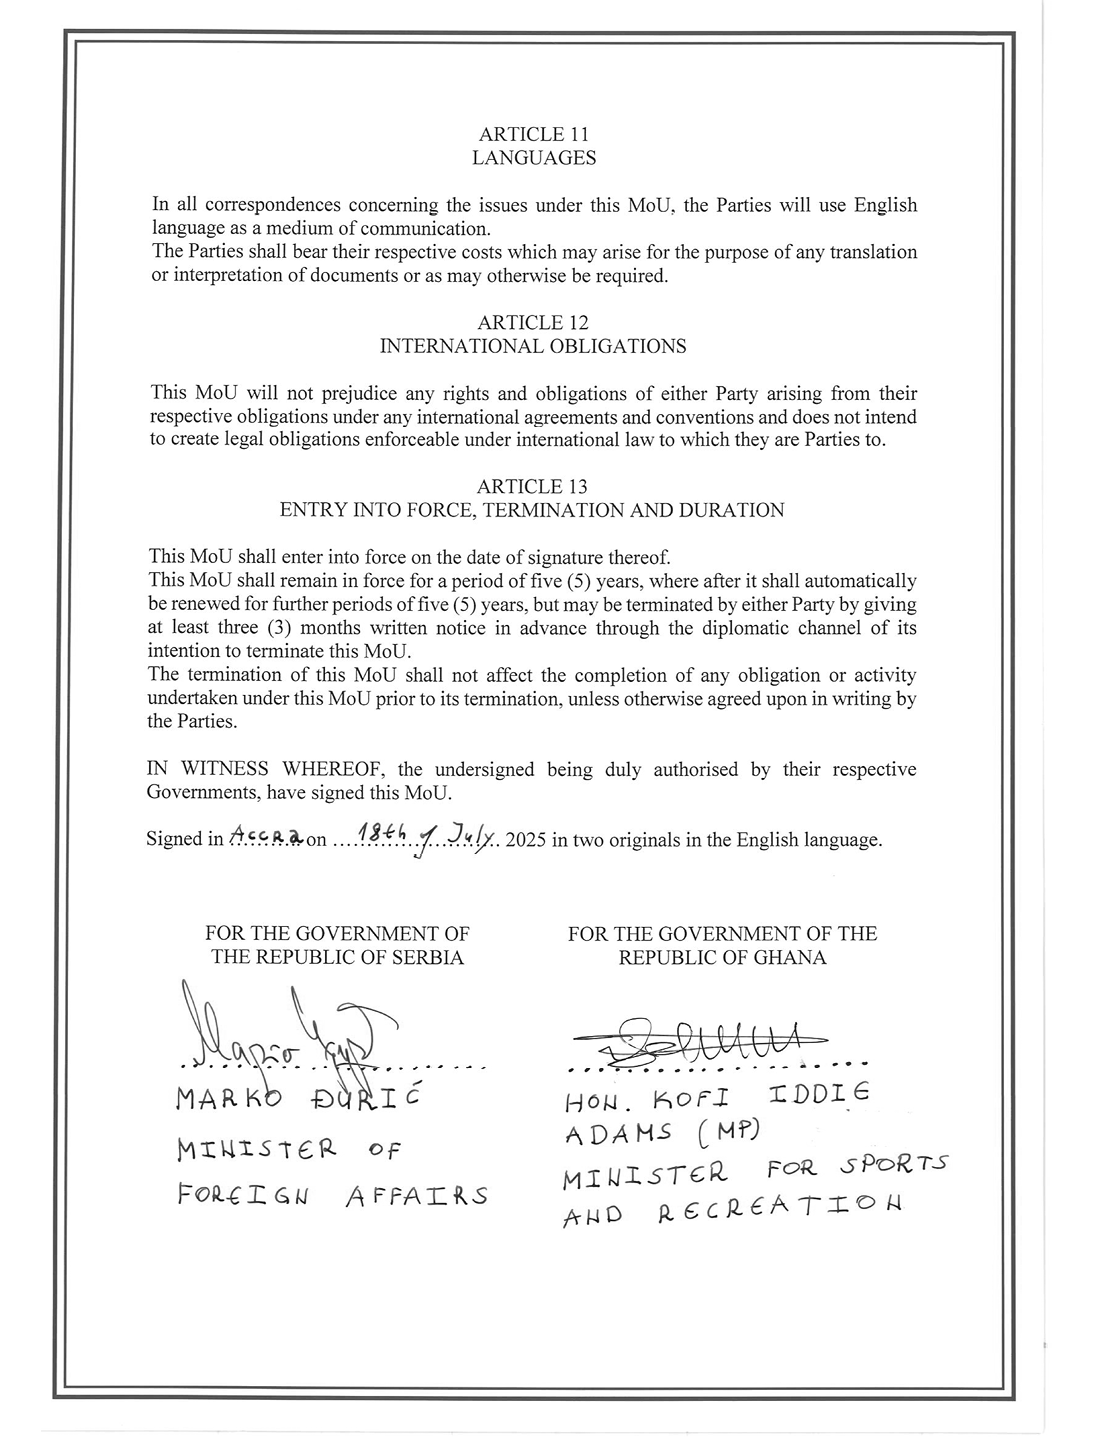 ARTICLE 11
LANGUAGES
In all correspondences concerning the issues under this MoU, the Parties will use English
language as a medium of communication.
The Parties shall bear their respective costs which may arise for the purpose of any translation
or interpretation of documents or as may otherwise be required.
ARTICLE 12
INTERNATIONAL OBLIGATIONS
This MoU will not prejudice any rights and obligations of either Party arising from their
respective obligations under any international agreements and conventions and does not intend
to create legal obligations enforceable under international law to which they are Parties to.
ARTICLE 13
ENTRY INTO FORCE, TERMINATION AND DURATION
This MoU shall enter into force on the date of signature thereof.
This MoU shall remain in force for a period of five (5) years, where after it shall automatically
be renewed for further periods of five (5) years, but may be terminated by either Party by giving
at least three (3) months written notice in advance through the diplomatic channel of its
intention to terminate this MoU.
The termination of this MoU shall not affect the completion of any obligation or activity
undertaken under this MoU prior to its termination, unless otherwise agreed upon in writing by
the Parties.
IN WITNESS WHEREOF, the undersigned being duly authorised by their respective
Governments, have signed this MoU.
Signed in Accra on 18th of July 2025 in two originals in the English language.
FOR THE GOVERNMENT OF
THE REPUBLIC OF SERBIA
MARKO ĐURIĆ
MINISTER OF
FOREIGN AFFAIRS
FOR THE GOVERNMENT OF THE
REPUBLIC OF GHANA
HON. KOFI IDDIE
ADAMS (MP)
MINISTER FOR SPORTS
AND RECREATION